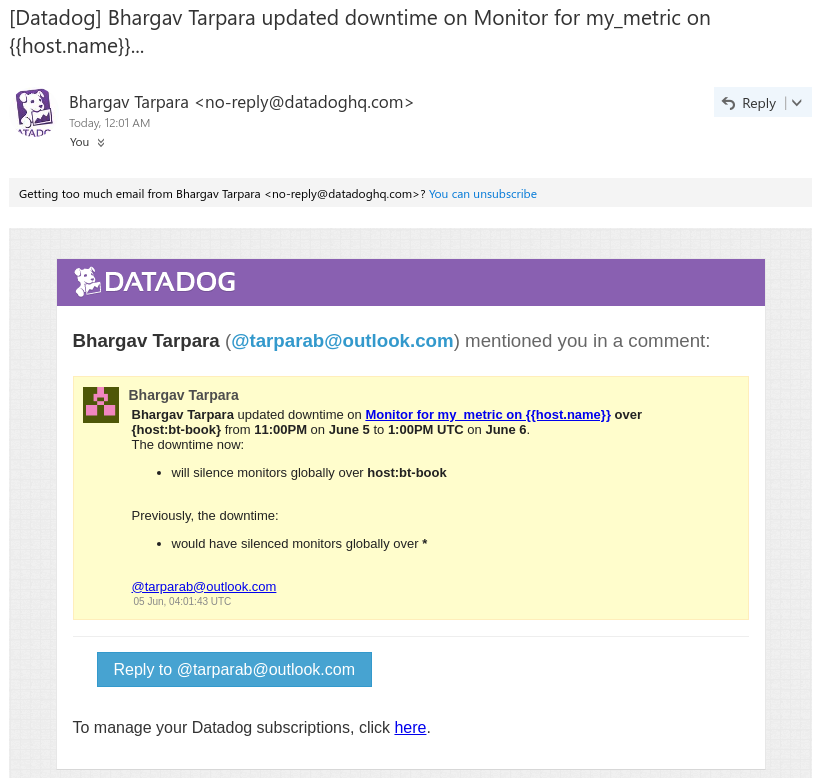 [Datadog] Bhargav Tarpara updated downtime on Monitor for my_metric on
{{host.name}}...
Bhargav Tarpara <no-reply@datadoghq.com>
Reply
Today, 12:01 AM
You
Getting too much email from Bhargav Tarpara <no-reply@datadoghq.com>? You can unsubscribe
DATADOG
Bhargav Tarpara (@tarparab@outlook.com) mentioned you in a comment:
Bhargav Tarpara
Bhargav Tarpara updated downtime on Monitor for my_metric on {{host.name}} over
{host:bt-book} from 11:00PM on June 5 to 1:00PM UTC on June 6.
The downtime now:
• will silence monitors globally over host:bt-book
Previously, the downtime:
• would have silenced monitors globally over *
@tarparab@outlook.com
05 Jun, 04:01:43 UTC
Reply to @tarparab@outlook.com
To manage your Datadog subscriptions, click here.